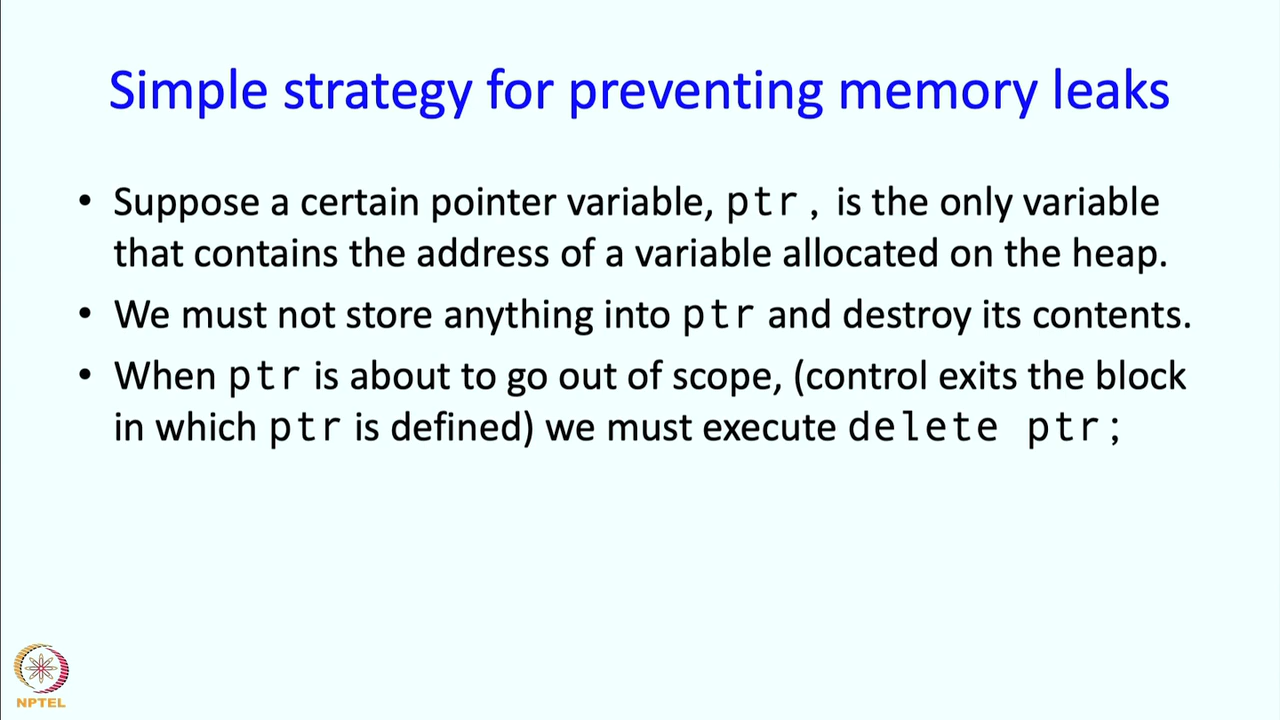 Simple strategy for preventing memory leaks
• Suppose a certain pointer variable, ptr, is the only variable
that contains the address of a variable allocated on the heap.
• We must not store anything into ptr and destroy its contents.
• When ptr is about to go out of scope, (control exits the block
in which ptr is defined) we must execute delete ptr;
NPTEL